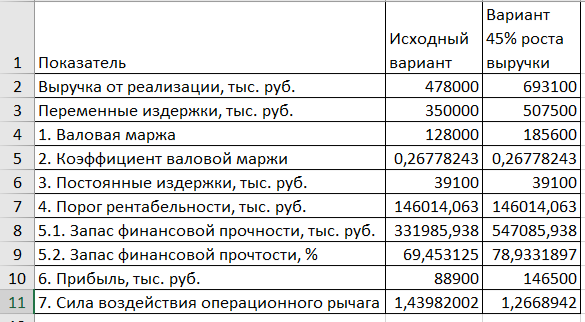 1 Показатель Исходный вариант Вариант 45% роста выручки
2 Выручка от реализации, тыс. руб. 478000 693100
3 Переменные издержки, тыс. руб. 350000 507500
4 1. Валовая маржа 128000 185600
5 2. Коэффициент валовой маржи 0,26778243 0,26778243
6 3. Постоянные издержки, тыс. руб. 39100 39100
7 4. Порог рентабельности, тыс. руб. 146014,063 146014,063
8 5.1. Запас финансовой прочности, тыс. руб. 331985,938 547085,938
9 5.2. Запас финансовой прочтости, % 69,453125 78,9331897
10 6. Прибыль, тыс. руб. 88900 146500
11 7. Сила воздействия операционного рычага 1,43982002 1,2668942